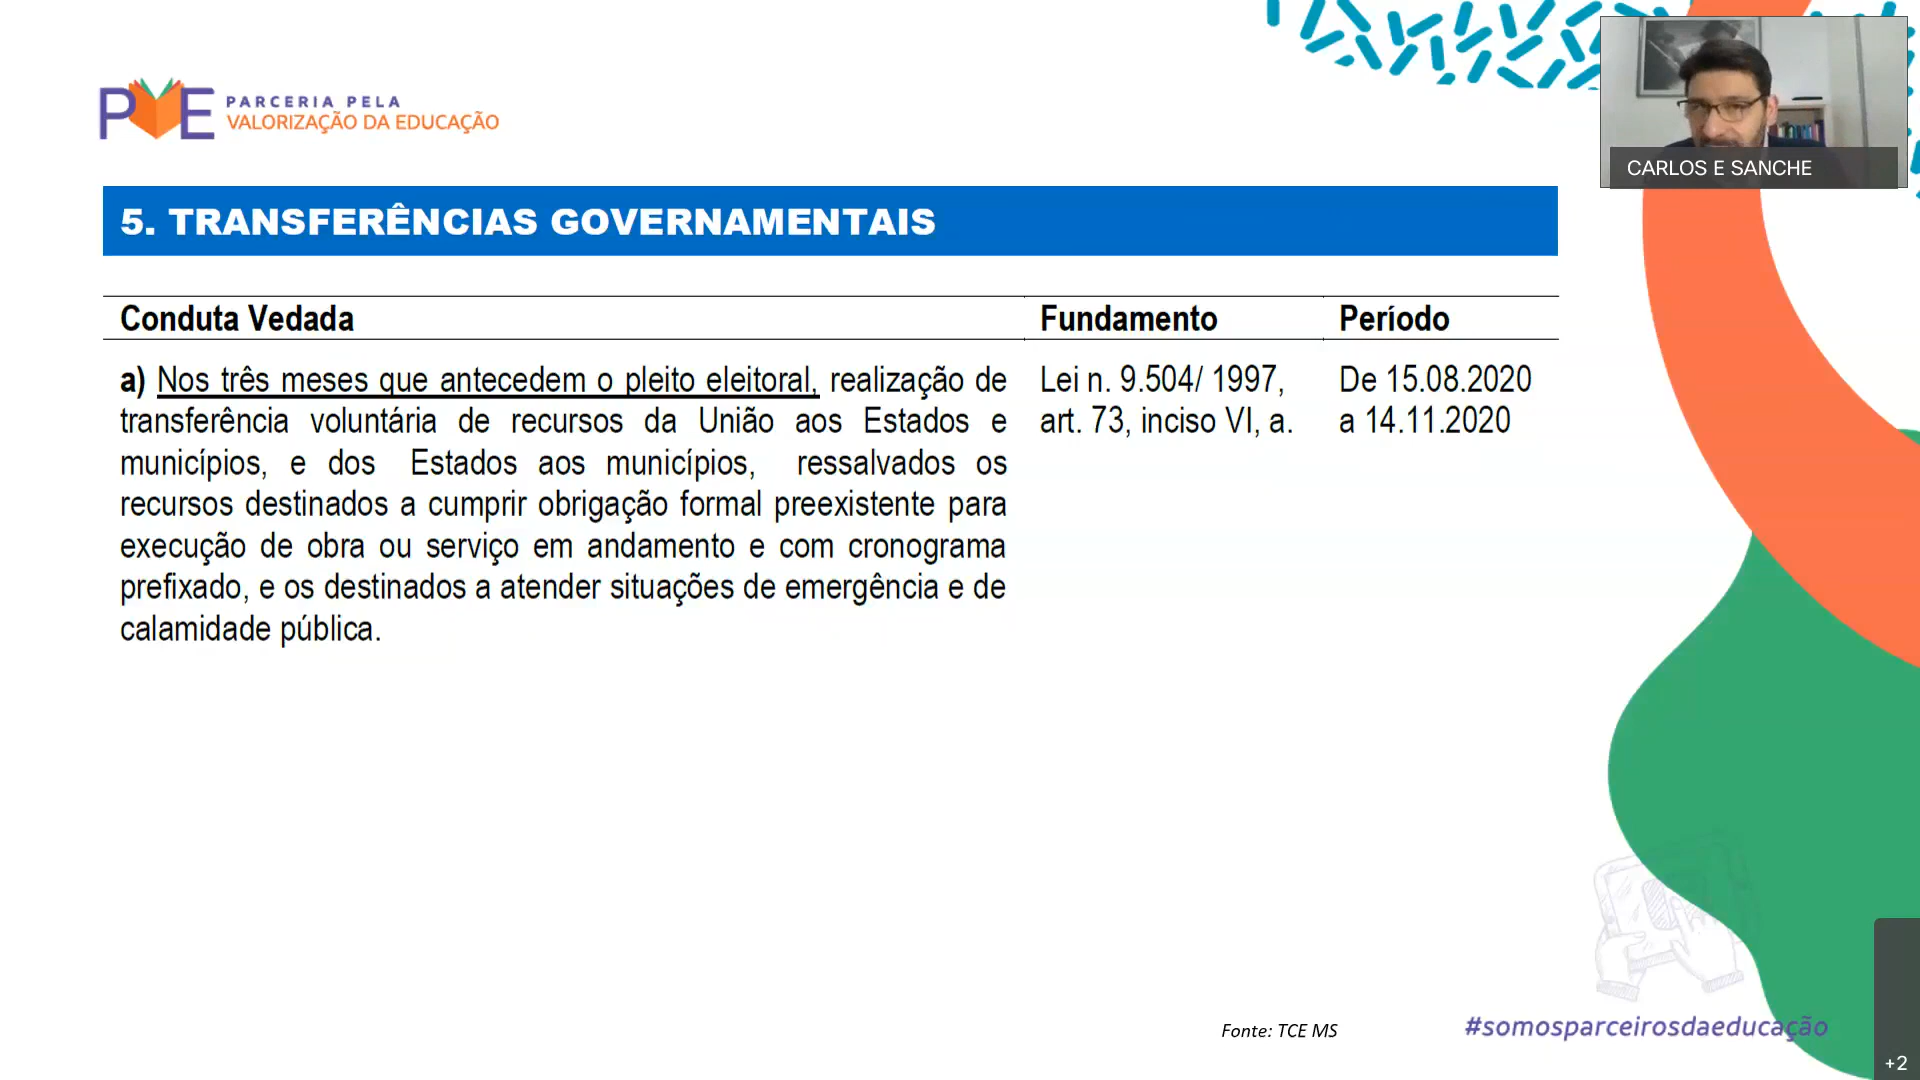 PVE PARCERIA PELA
VALORIZAÇÃO DA EDUCAÇÃO
CARLOS E SANCHE
5. TRANSFERÊNCIAS GOVERNAMENTAIS
Conduta Vedada Fundamento Período
a) Nos três meses que antecedem o pleito eleitoral, realização de Lei n. 9.504/ 1997, De 15.08.2020
transferência voluntária de recursos da União aos Estados e art. 73, inciso VI, a. a 14.11.2020
municípios, e dos Estados aos municípios, ressalvados os
recursos destinados a cumprir obrigação formal preexistente para
execução de obra ou serviço em andamento e com cronograma
prefixado, e os destinados a atender situações de emergência e de
calamidade pública.
Fonte: TCE MS
#somosparceirosdaeducação
+2